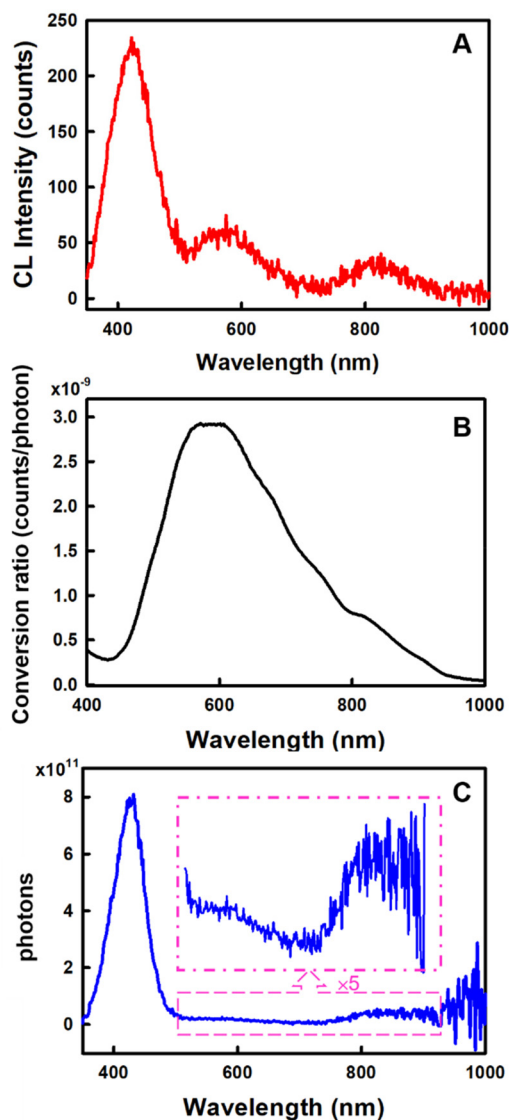 A
CL Intensity (counts)
250
200
150
100
50
0
400 600 800 1000
Wavelength (nm)
x10⁻⁹
B
Conversion ratio (counts/photon)
3.0
2.5
2.0
1.5
1.0
0.5
0.0
400 600 800 1000
Wavelength (nm)
x10¹¹
C
photons
8
6
4
2
0
×5
400 600 800 1000
Wavelength (nm)